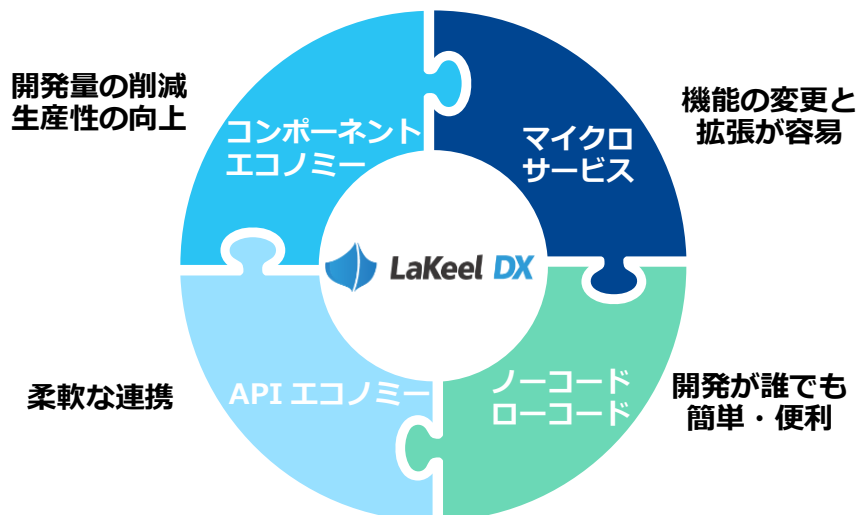 開発量の削減
生産性の向上
コンポーネント
エコノミー
マイクロ
サービス
機能の変更と
拡張が容易
LaKeel DX
柔軟な連携
API エコノミー
ノーコード
ローコード
開発が誰でも
簡単・便利